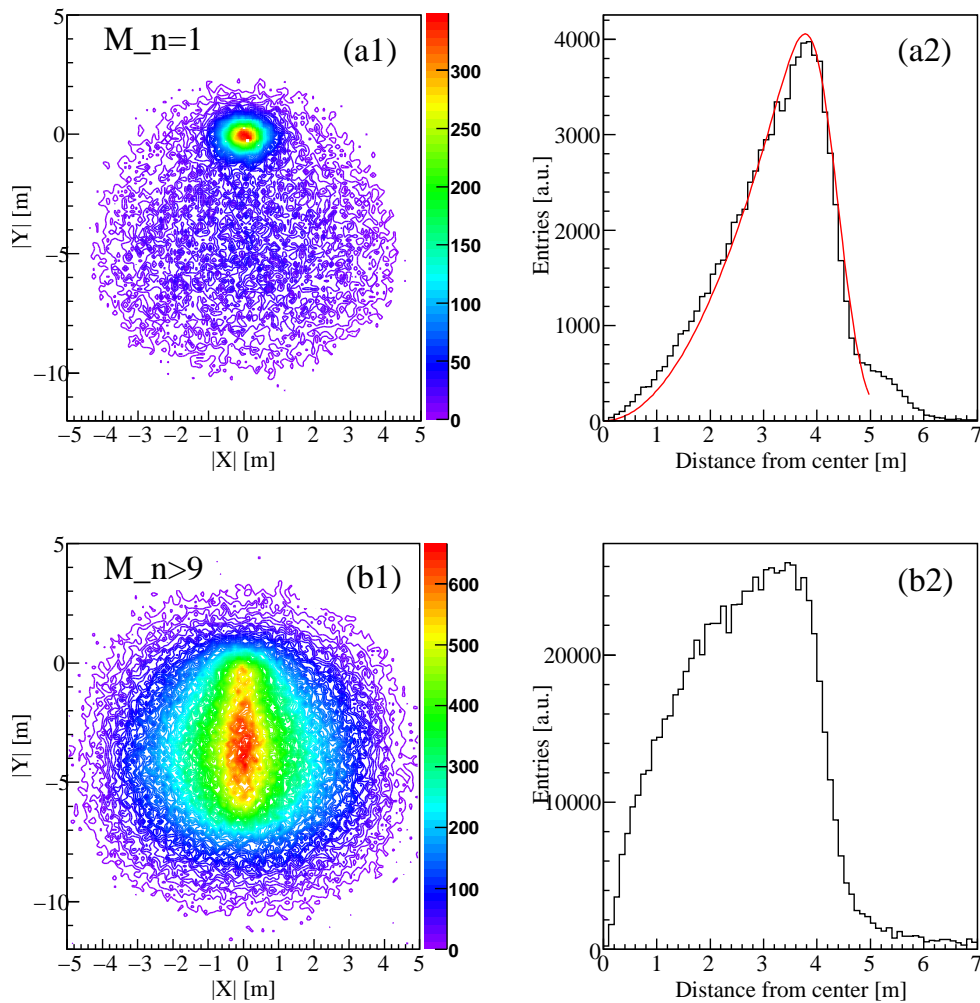 M_n=1
(a1)
5
0
−5
−10
|Y| [m]
−5 −4 −3 −2 −1 0 1 2 3 4 5
|X| [m]
300
250
200
150
100
50
0
(a2)
4000
3000
2000
1000
0
Entries [a.u.]
0 1 2 3 4 5 6 7
Distance from center [m]
M_n>9
(b1)
5
0
−5
−10
|Y| [m]
−5 −4 −3 −2 −1 0 1 2 3 4 5
|X| [m]
600
500
400
300
200
100
0
(b2)
20000
10000
0
Entries [a.u.]
0 1 2 3 4 5 6 7
Distance from center [m]